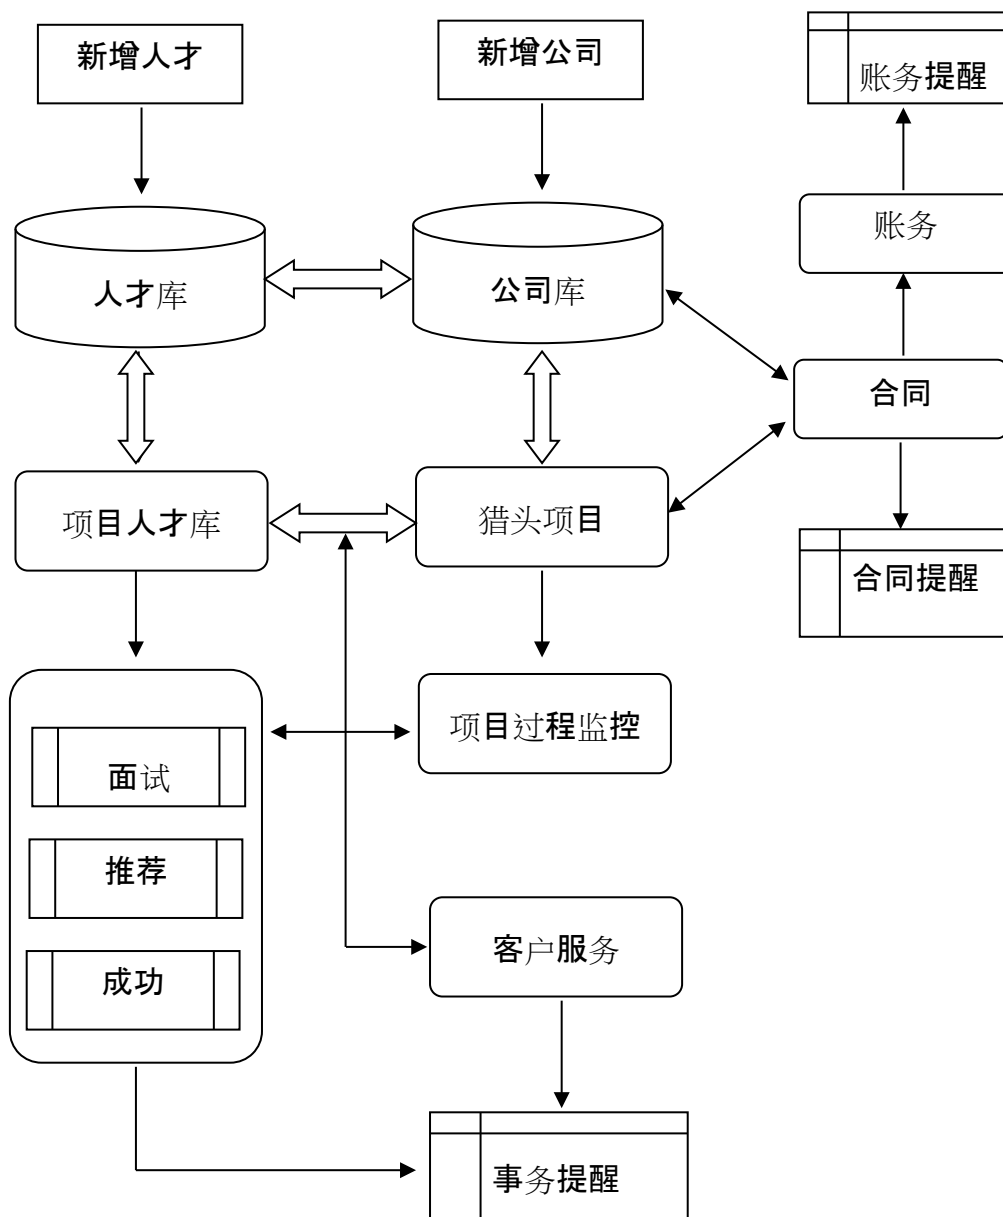 新增人才
新增公司
账务提醒
账务
人才库
公司库
合同
项目人才库
猎头项目
合同提醒
项目过程监控
面试
推荐
客户服务
成功
事务提醒